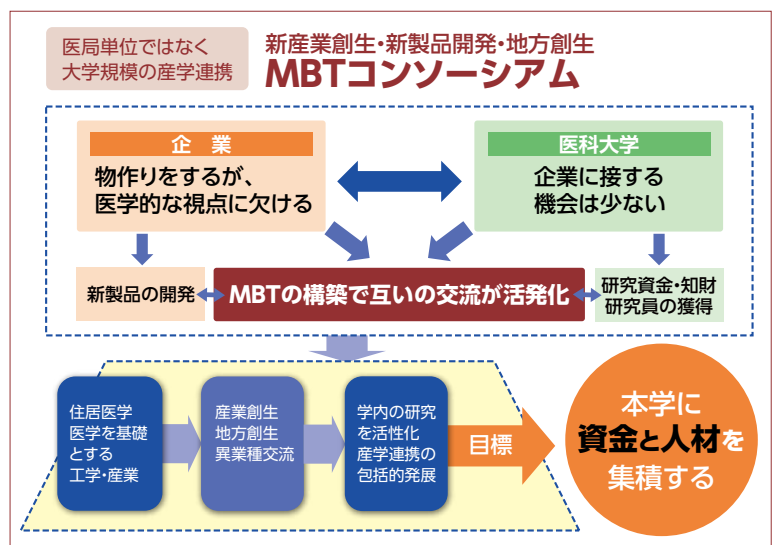 医局単位ではなく
大学規模の産学連携
新産業創生・新製品開発・地方創生
MBTコンソーシアム
企　業
物作りをするが、
医学的な視点に欠ける
医科大学
企業に接する
機会は少ない
新製品の開発
MBTの構築で互いの交流が活発化
研究資金・知財
研究員の獲得
住居医学
医学を基礎
とする
工学・産業
産業創生
地方創生
異業種交流
学内の研究
を活性化
産学連携の
包括的発展
目標
本学に
資金と人材を
集積する